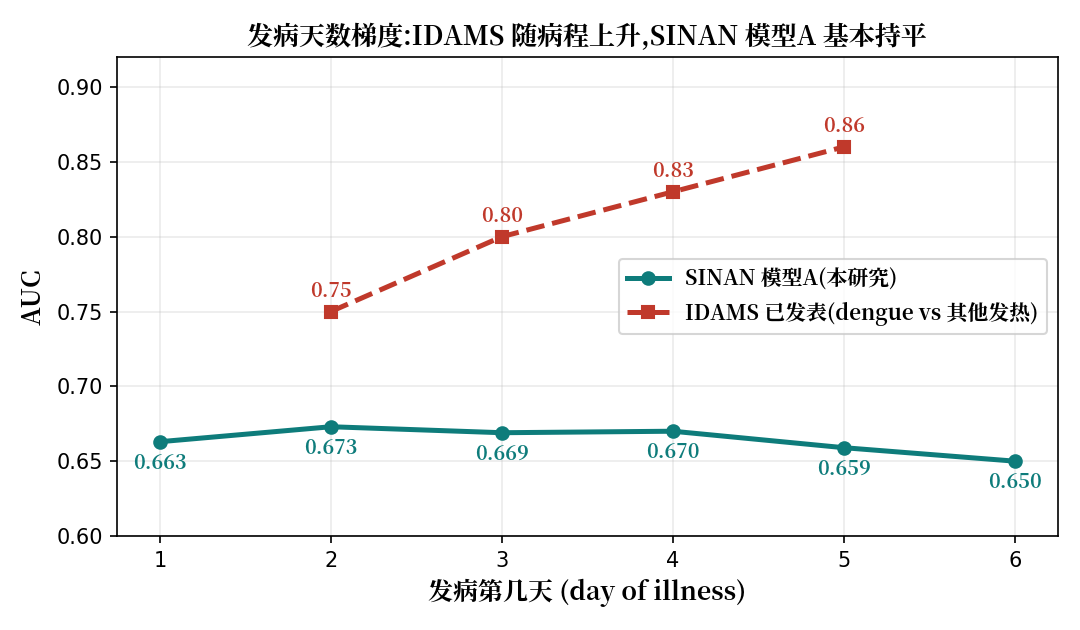 发病天数梯度:IDAMS 随病程上升,SINAN 模型A 基本持平
AUC
0.90
0.85
0.80
0.75
0.70
0.65
0.60
0.75
0.80
0.83
0.86
SINAN 模型A(本研究)
IDAMS 已发表(dengue vs 其他发热)
0.663
0.673
0.669
0.670
0.659
0.650
1 2 3 4 5 6
发病第几天 (day of illness)